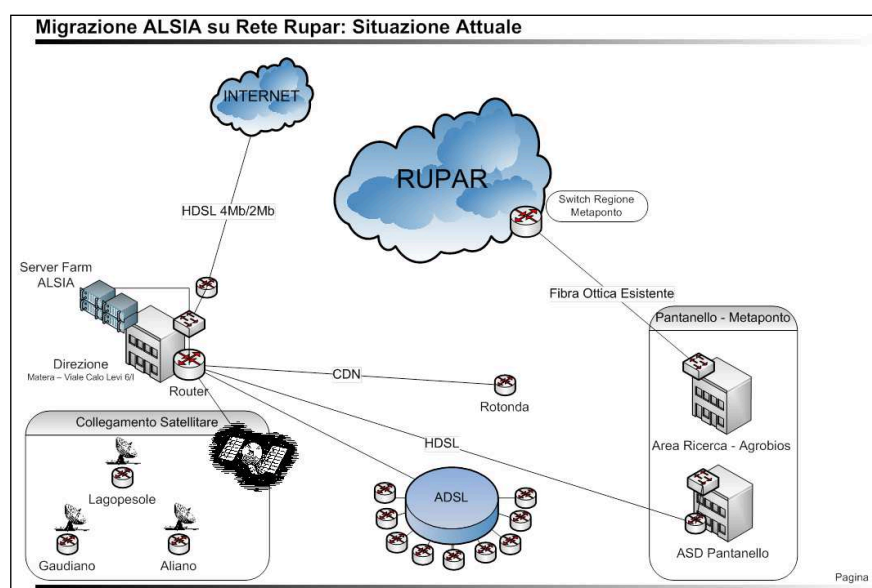 Migrazione ALSIA su Rete Rupar: Situazione Attuale
INTERNET
RUPAR
Switch Regione
Metaponto
HDSL 4Mb/2Mb
Server Farm
ALSIA
Fibra Ottica Esistente
Pantanello - Metaponto
Direzione
Matera – Viale Calo Levi 6/I
Router
CDN
Rotonda
Collegamento Satellitare
HDSL
Area Ricerca - Agrobios
Lagopesole
ADSL
Gaudiano
Aliano
ASD Pantanello
Pagina